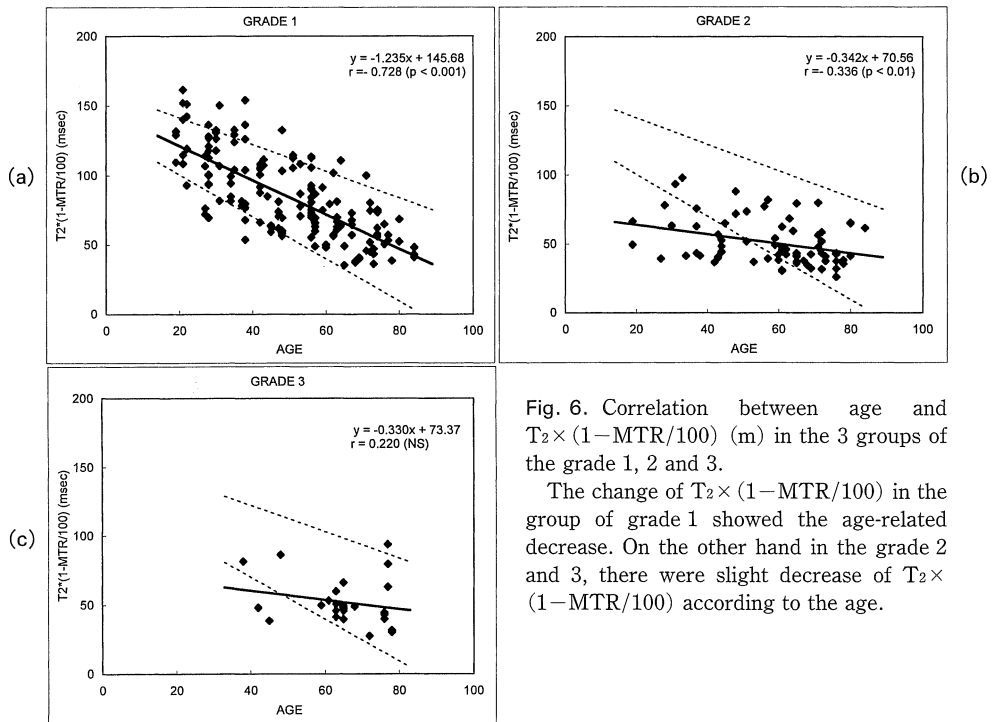 GRADE 1
200
150
100
50
0
T2*(1-MTR/100) (msec)
y = -1.235x + 145.68
r =- 0.728 (p < 0.001)
0 20 40 60 80 100
AGE
(a)
GRADE 2
200
150
100
50
0
T2*(1-MTR/100) (msec)
y = -0.342x + 70.56
r =- 0.336 (p < 0.01)
0 20 40 60 80 100
AGE
(b)
GRADE 3
200
150
100
50
0
T2*(1-MTR/100) (msec)
y = -0.330x + 73.37
r = 0.220 (NS)
0 20 40 60 80 100
AGE
(c)
Fig. 6. Correlation between age and
T₂×(1−MTR/100) (m) in the 3 groups of
the grade 1, 2 and 3.
The change of T₂×(1−MTR/100) in the
group of grade 1 showed the age-related
decrease. On the other hand in the grade 2
and 3, there were slight decrease of T₂×
(1−MTR/100) according to the age.